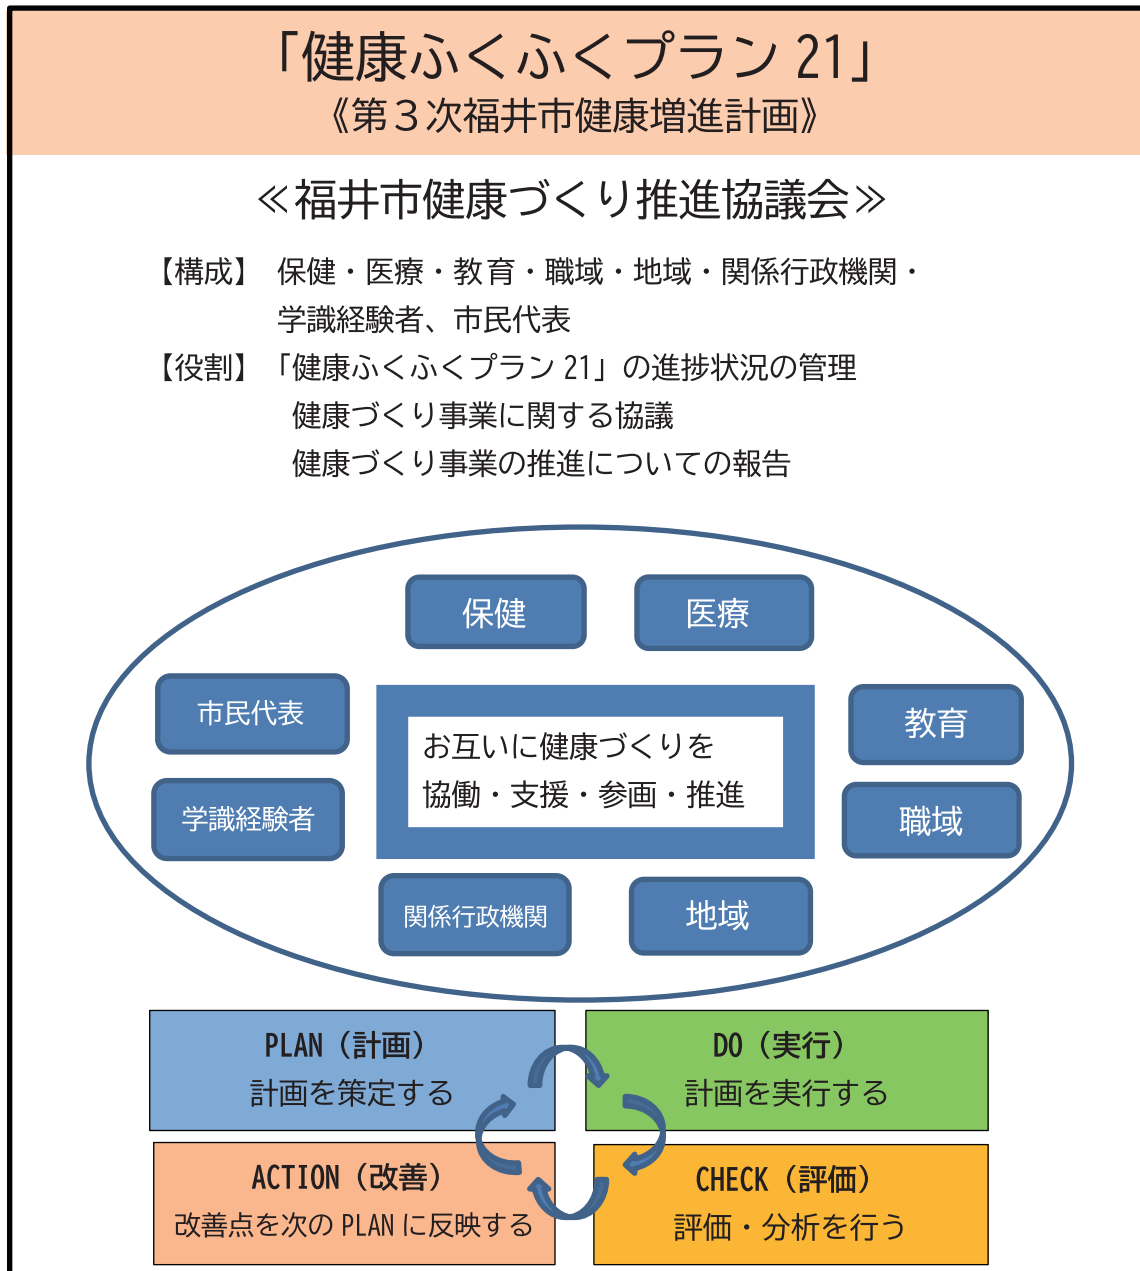 「健康ふくふくプラン 21」
《第３次福井市健康増進計画》
≪福井市健康づくり推進協議会≫
【構成】 保健・医療・教育・職域・地域・関係行政機関・
学識経験者、市民代表
【役割】「健康ふくふくプラン 21」の進捗状況の管理
健康づくり事業に関する協議
健康づくり事業の推進についての報告
保健
医療
市民代表
教育
お互いに健康づくりを
協働・支援・参画・推進
学識経験者
職域
関係行政機関
地域
PLAN（計画）
計画を策定する
DO（実行）
計画を実行する
ACTION（改善）
改善点を次の PLAN に反映する
CHECK（評価）
評価・分析を行う